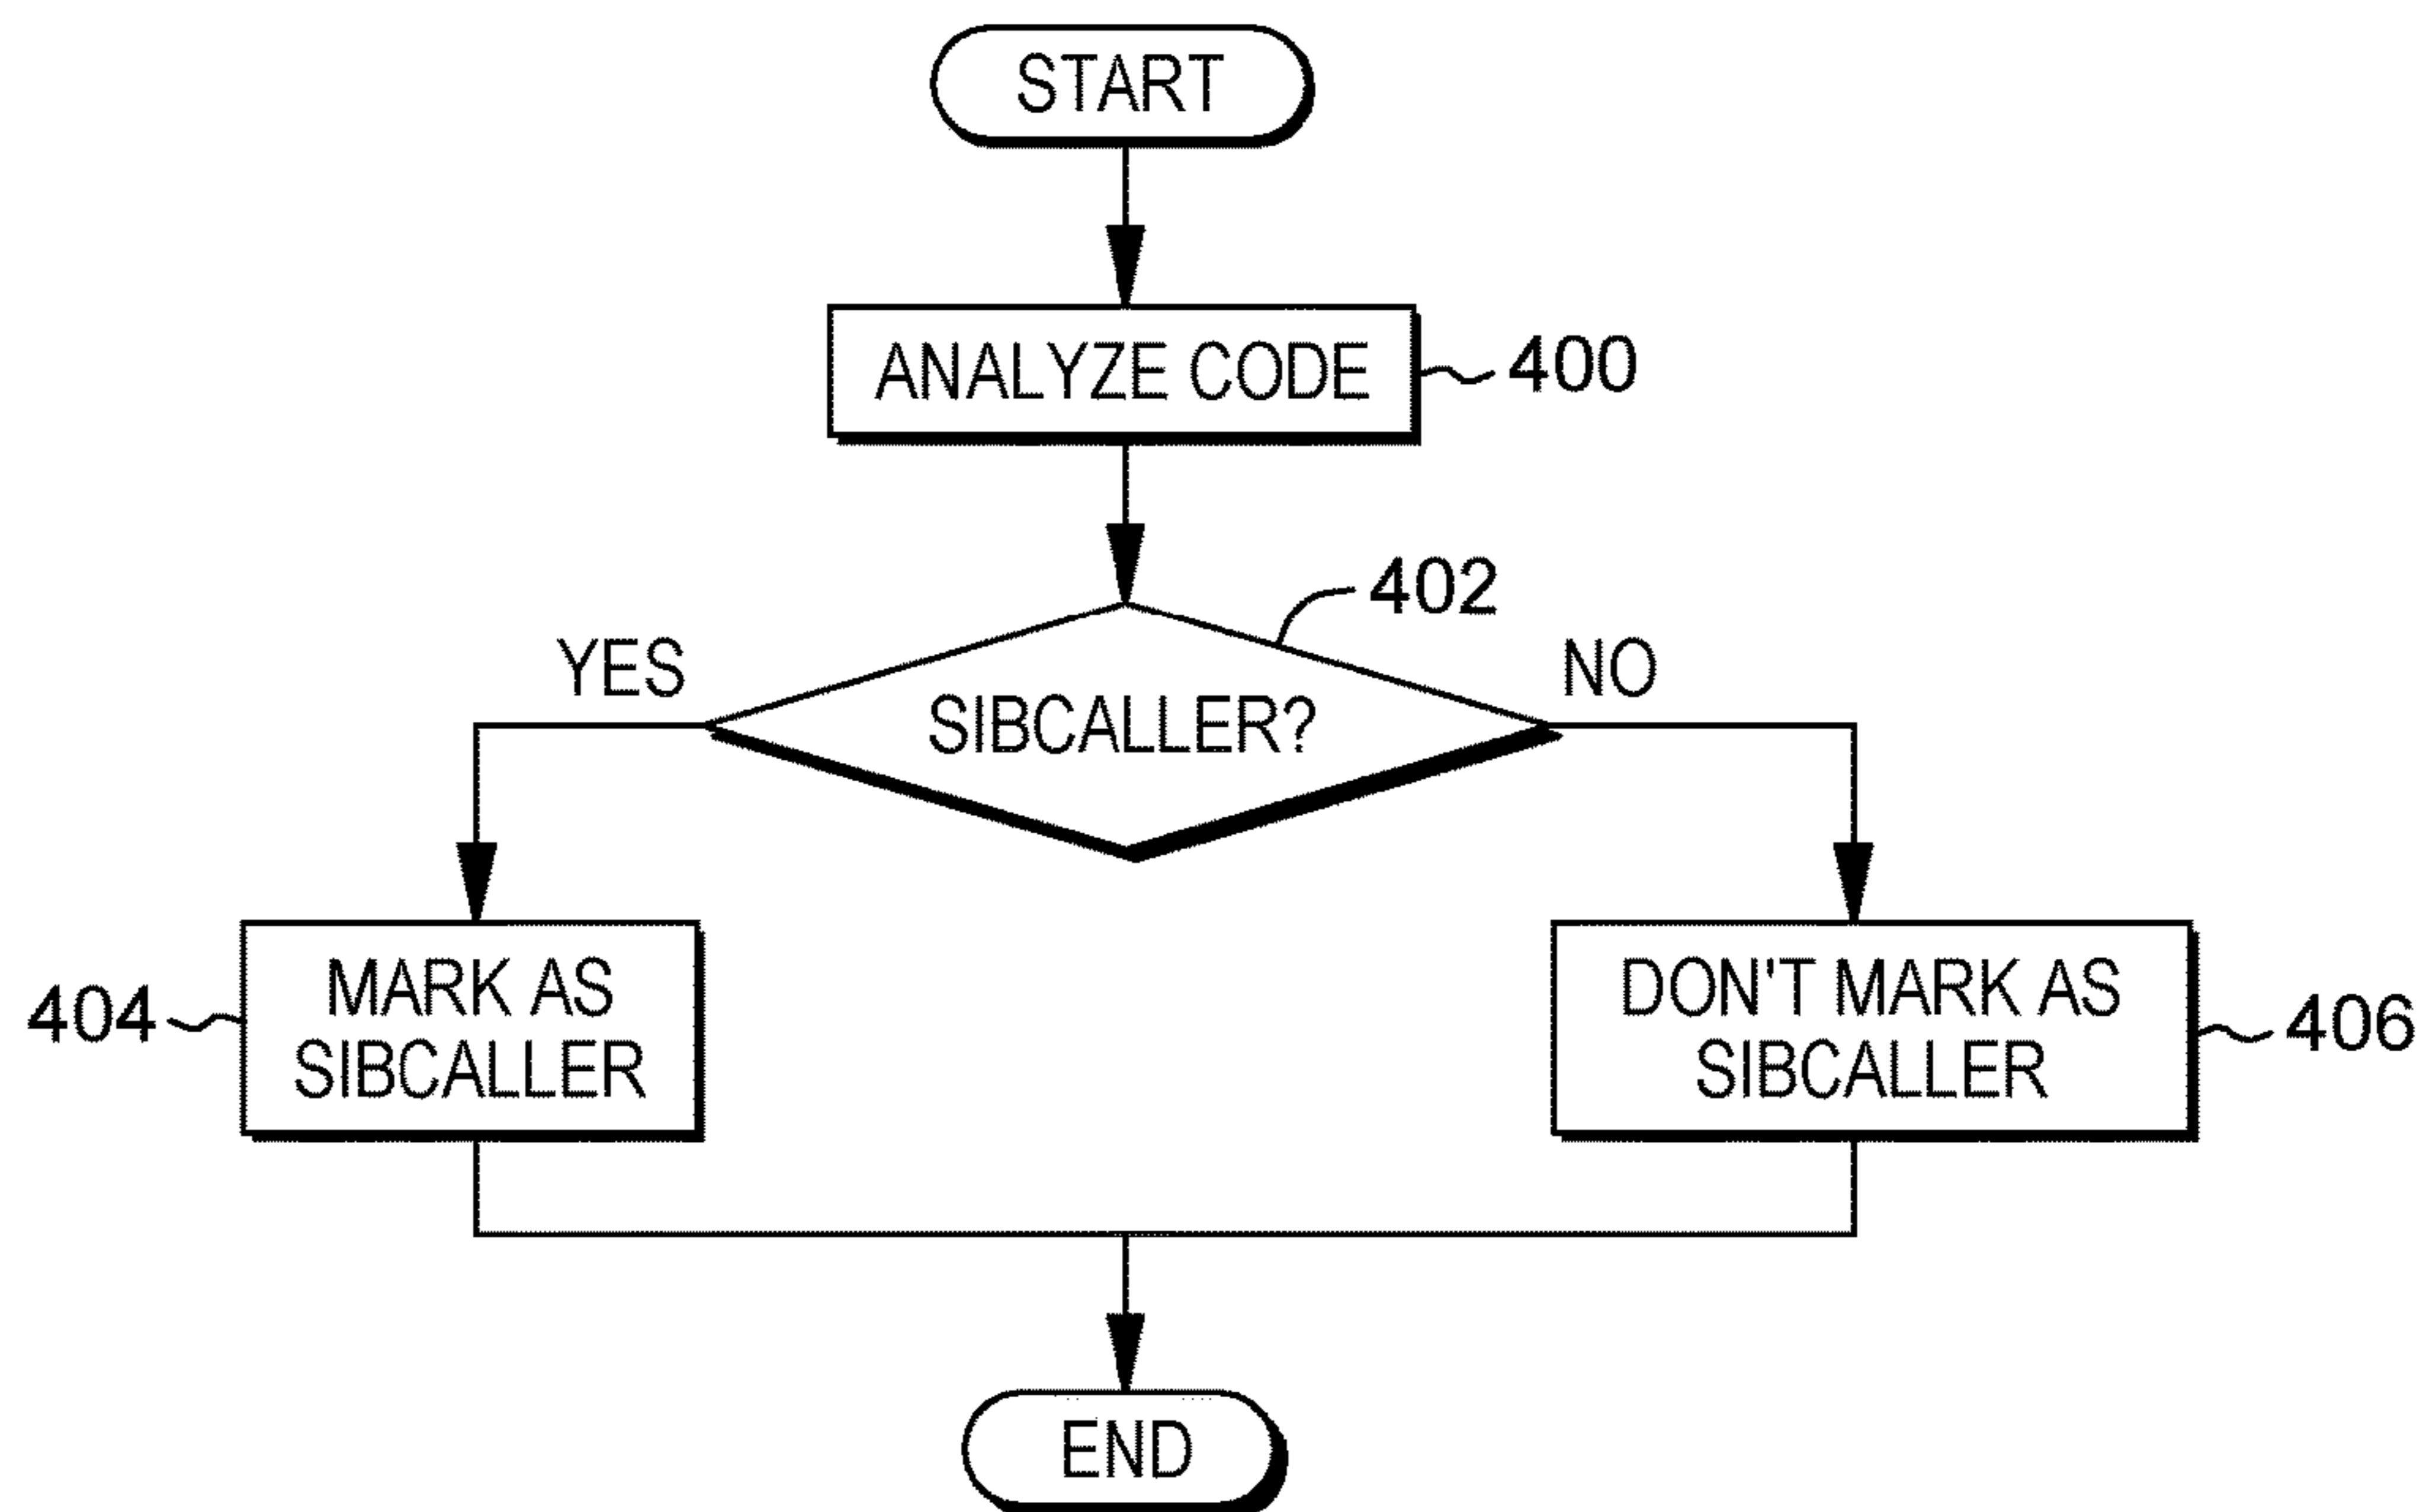 START
ANALYZE CODE
400
402
YES
NO
SIBCALLER?
404
MARK AS
SIBCALLER
DON'T MARK AS
SIBCALLER
406
END